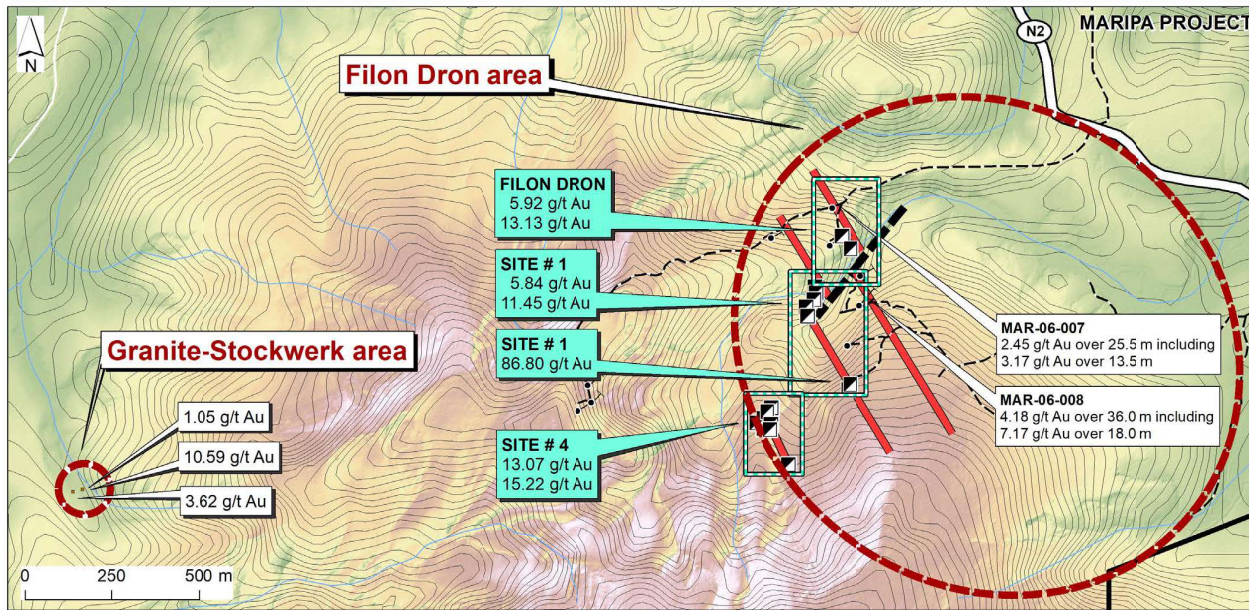 MARIPA PROJECT
N2
N
Filon Dron area
FILON DRON
5.92 g/t Au
13.13 g/t Au
SITE # 1
5.84 g/t Au
11.45 g/t Au
SITE # 1
86.80 g/t Au
SITE # 4
13.07 g/t Au
15.22 g/t Au
MAR-06-007
2.45 g/t Au over 25.5 m including
3.17 g/t Au over 13.5 m
MAR-06-008
4.18 g/t Au over 36.0 m including
7.17 g/t Au over 18.0 m
Granite-Stockwerk area
1.05 g/t Au
10.59 g/t Au
3.62 g/t Au
0 250 500 m